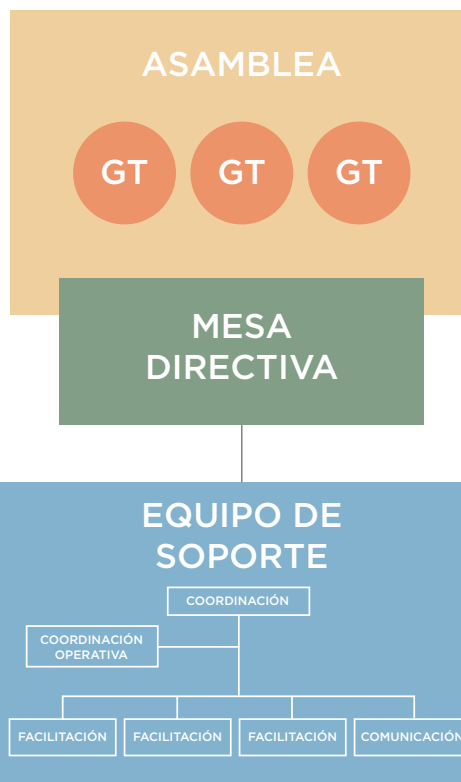 ASAMBLEA
GT GT GT
MESA
DIRECTIVA
EQUIPO DE
SOPORTE
COORDINACIÓN
COORDINACIÓN
OPERATIVA
FACILITACIÓN FACILITACIÓN FACILITACIÓN COMUNICACIÓN